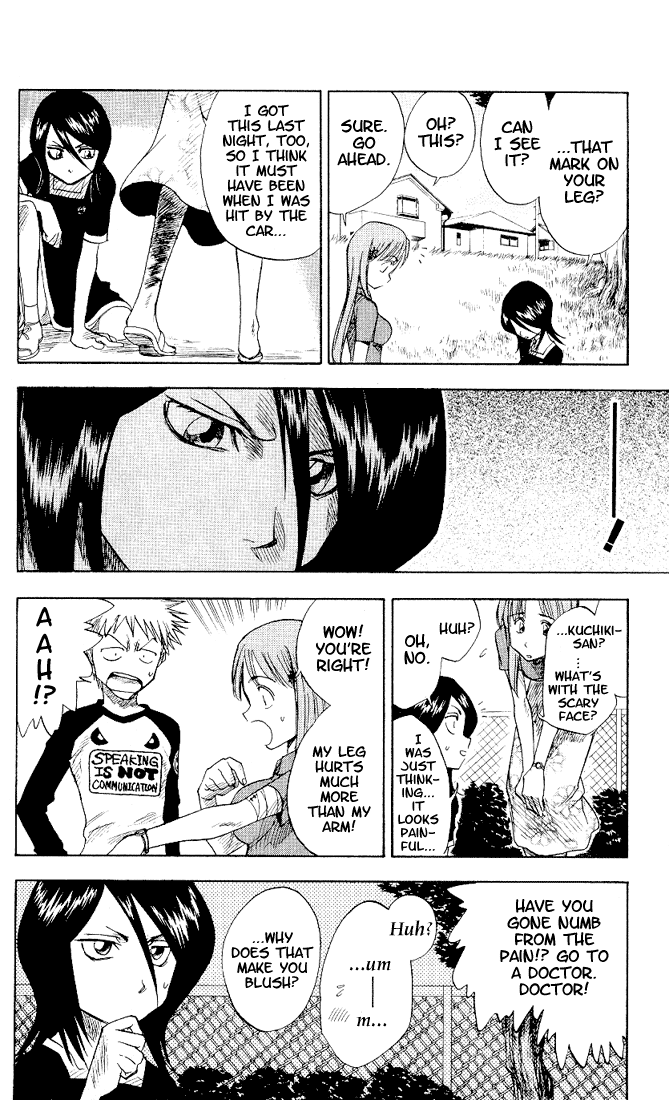 ...THAT
MARK ON
YOUR
LEG?
CAN
I SEE
IT?
OH?
THIS?
SURE.
GO
AHEAD.
I GOT
THIS LAST
NIGHT, TOO,
SO I THINK
IT MUST
HAVE BEEN
WHEN I WAS
HIT BY THE
CAR...
!
...KUCHIKI-
SAN?
...
WHAT'S
WITH THE
SCARY
FACE?
HUH?
OH,
NO.
I
WAS
JUST
THINK-
ING...
IT
LOOKS
PAIN-
FUL...
WOW!
YOU'RE
RIGHT!
MY LEG
HURTS
MUCH
MORE
THAN MY
ARM!
AAH!?
SPEAKING
IS NOT
COMMUNICATION
HAVE YOU
GONE NUMB
FROM THE
PAIN!? GO TO
A DOCTOR.
DOCTOR!
Huh?
...um
—
m...
...WHY
DOES THAT
MAKE YOU
BLUSH?